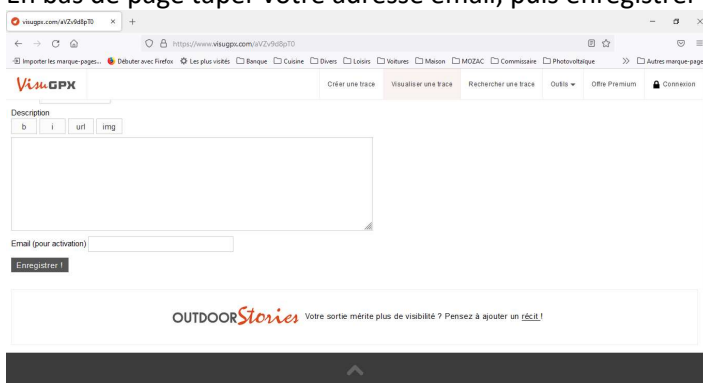 En bas de page taper votre adresse email, puis enregistrer
visugpx.com/aVZv9d8pT0
https://www.visugpx.com/aVZv9d8pT0
Importer les marque-pages... Débuter avec Firefox Les plus visités Banque Cuisine Divers Loisirs Voitures Maison MOZAC Commissaire Photovoltaïque Autres marque-page
VisuGPX Créer une trace Visualiser une trace Rechercher une trace Outils Offre Premium Connexion
Description
b i url img
Email (pour activation)
Enregistrer !
OUTDOOR Stories Votre sortie mérite plus de visibilité ? Pensez à ajouter un récit !